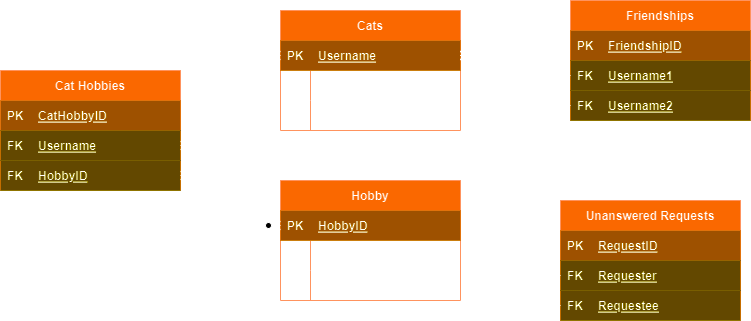 Cat Hobbies
PK CatHobbyID
FK Username
FK HobbyID
Cats
PK Username
Hobby
PK HobbyID
Friendships
PK FriendshipID
FK Username1
FK Username2
Unanswered Requests
PK RequestID
FK Requester
FK Requestee